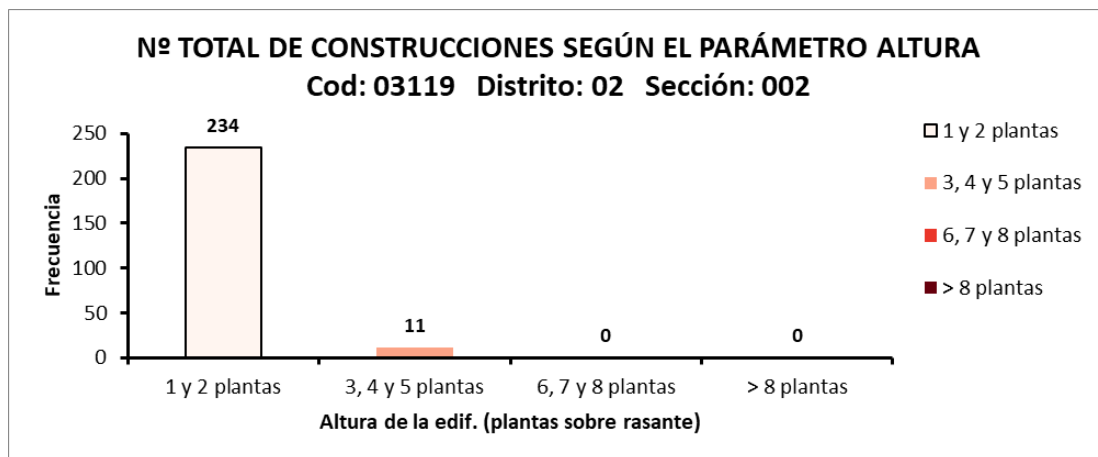 Nº TOTAL DE CONSTRUCCIONES SEGÚN EL PARÁMETRO ALTURA
Cod: 03119 Distrito: 02 Sección: 002
Frecuencia
250
200
150
100
50
0
234
11
0
0
1 y 2 plantas
3, 4 y 5 plantas
6, 7 y 8 plantas
> 8 plantas
Altura de la edif. (plantas sobre rasante)
1 y 2 plantas
3, 4 y 5 plantas
6, 7 y 8 plantas
> 8 plantas